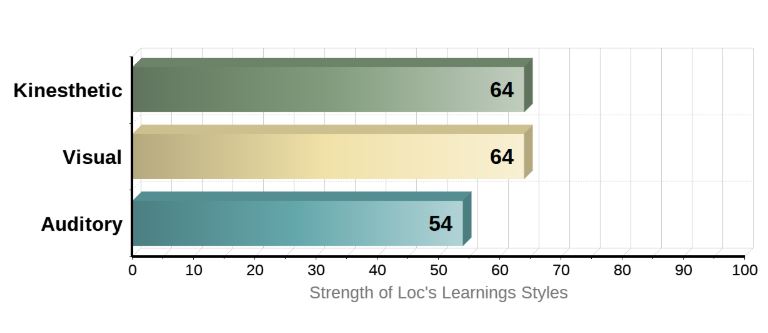 Kinesthetic 64
Visual 64
Auditory 54
0 10 20 30 40 50 60 70 80 90 100
Strength of Loc's Learnings Styles